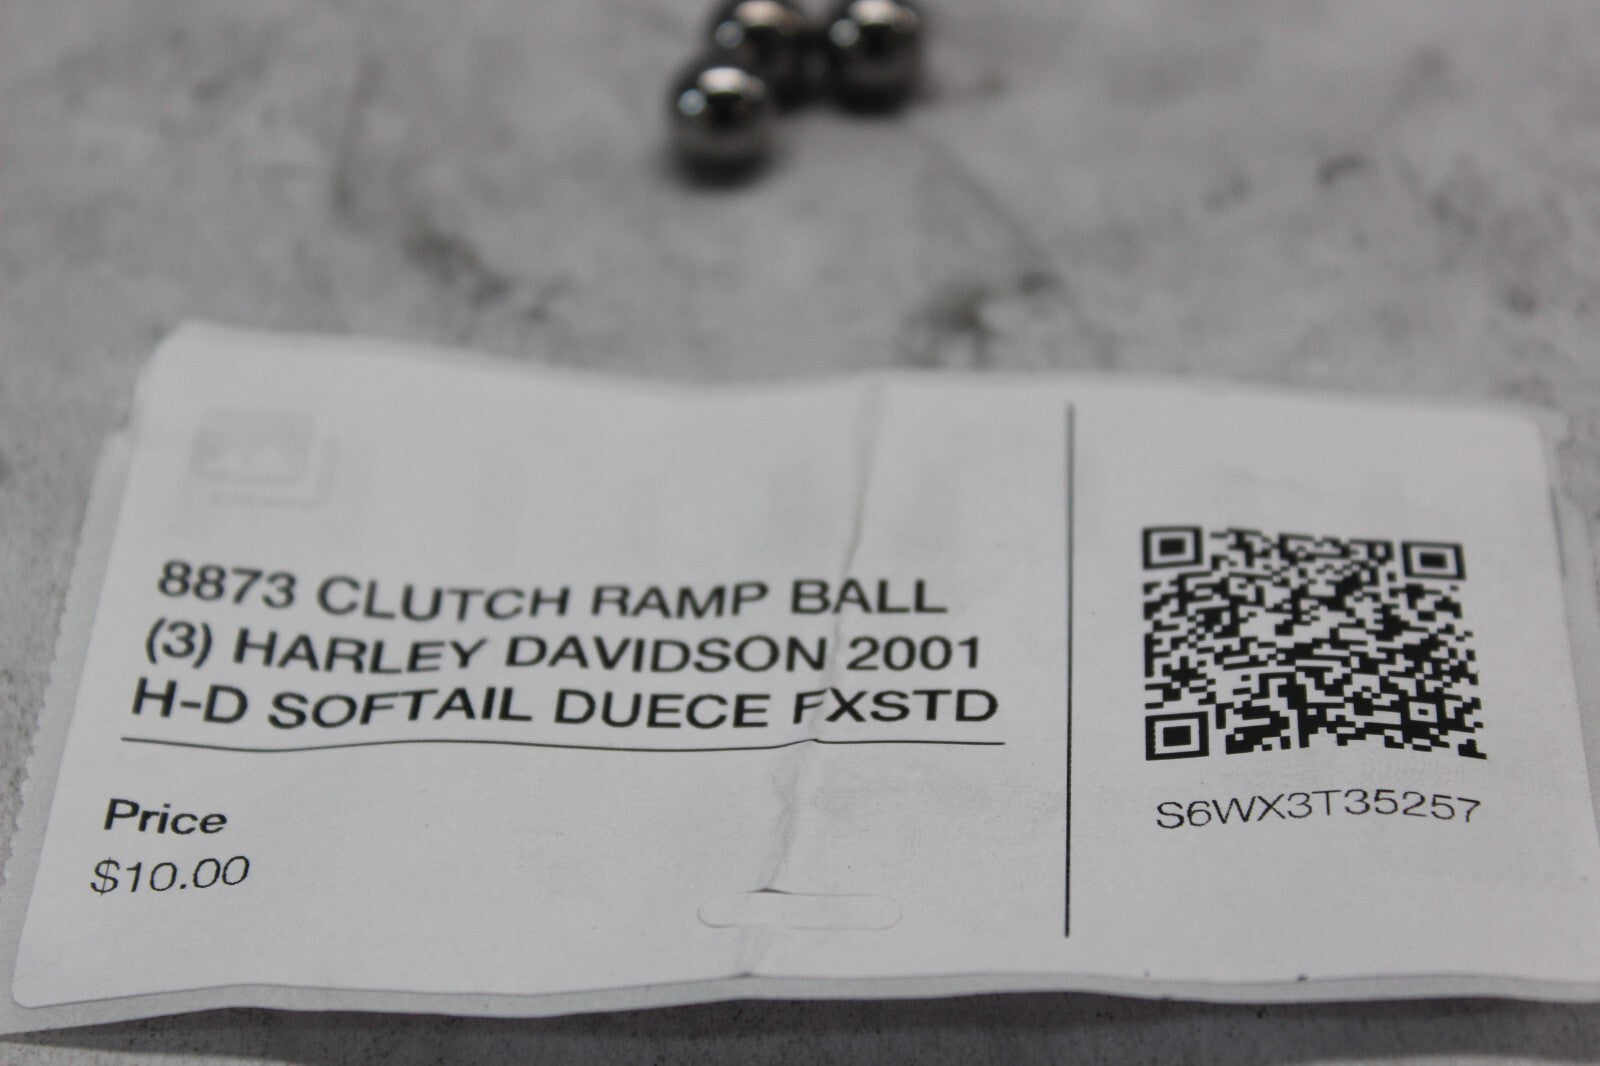 8873 CLUTCH RAMP BALL
(3) HARLEY DAVIDSON 2001
H-D SOFTAIL DUECE FXSTD
Price
$10.00
S6WX3T35257